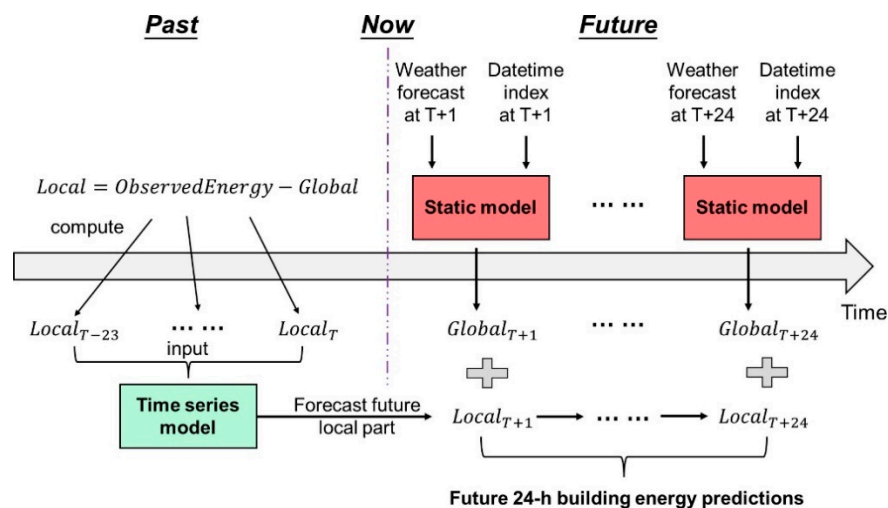 Past
Now
Future
Weather
forecast
at T+1
Datetime
index
at T+1
Weather
forecast
at T+24
Datetime
index
at T+24
Local = ObservedEnergy − Global
compute
Static model
... ...
Static model
Time
Local_{T−23}
... ...
Local_T
input
Global_{T+1}
... ...
Global_{T+24}
Time series
model
Forecast future
local part
Local_{T+1}
... ...
Local_{T+24}
Future 24-h building energy predictions